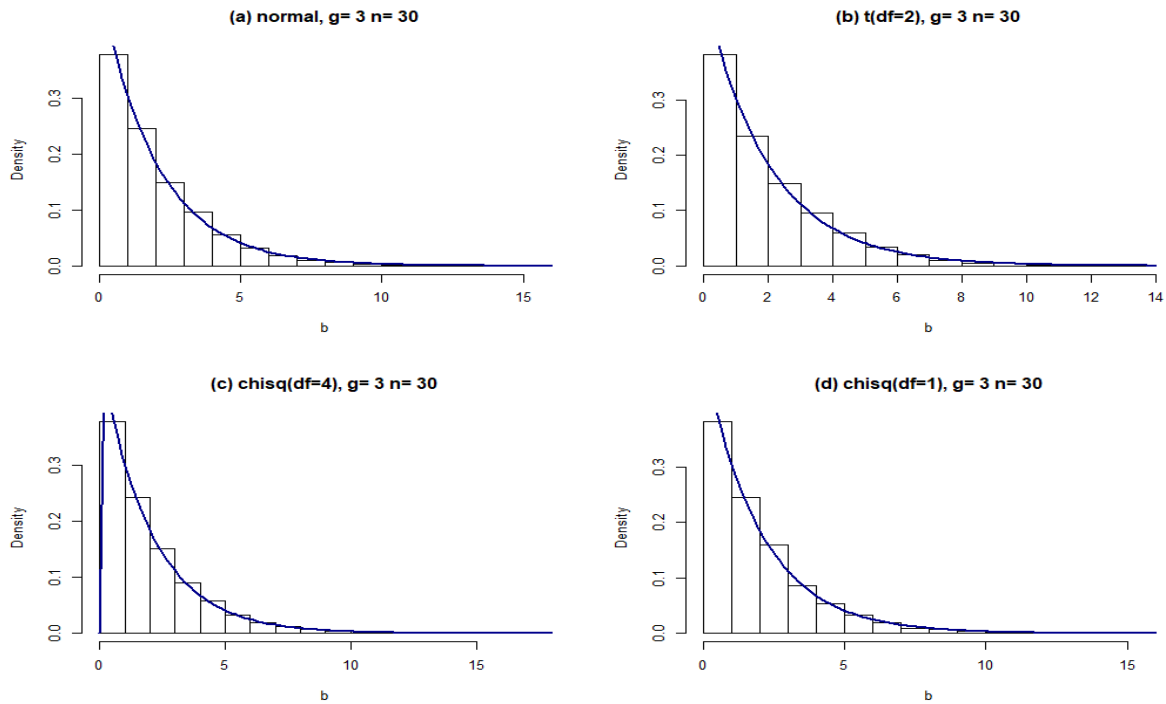 (a) normal, g= 3 n= 30
Density
0.0 0.1 0.2 0.3
0 5 10 15
b
(b) t(df=2), g= 3 n= 30
Density
0.0 0.1 0.2 0.3
0 2 4 6 8 10 12 14
b
(c) chisq(df=4), g= 3 n= 30
Density
0.0 0.1 0.2 0.3
0 5 10 15
b
(d) chisq(df=1), g= 3 n= 30
Density
0.0 0.1 0.2 0.3
0 5 10 15
b